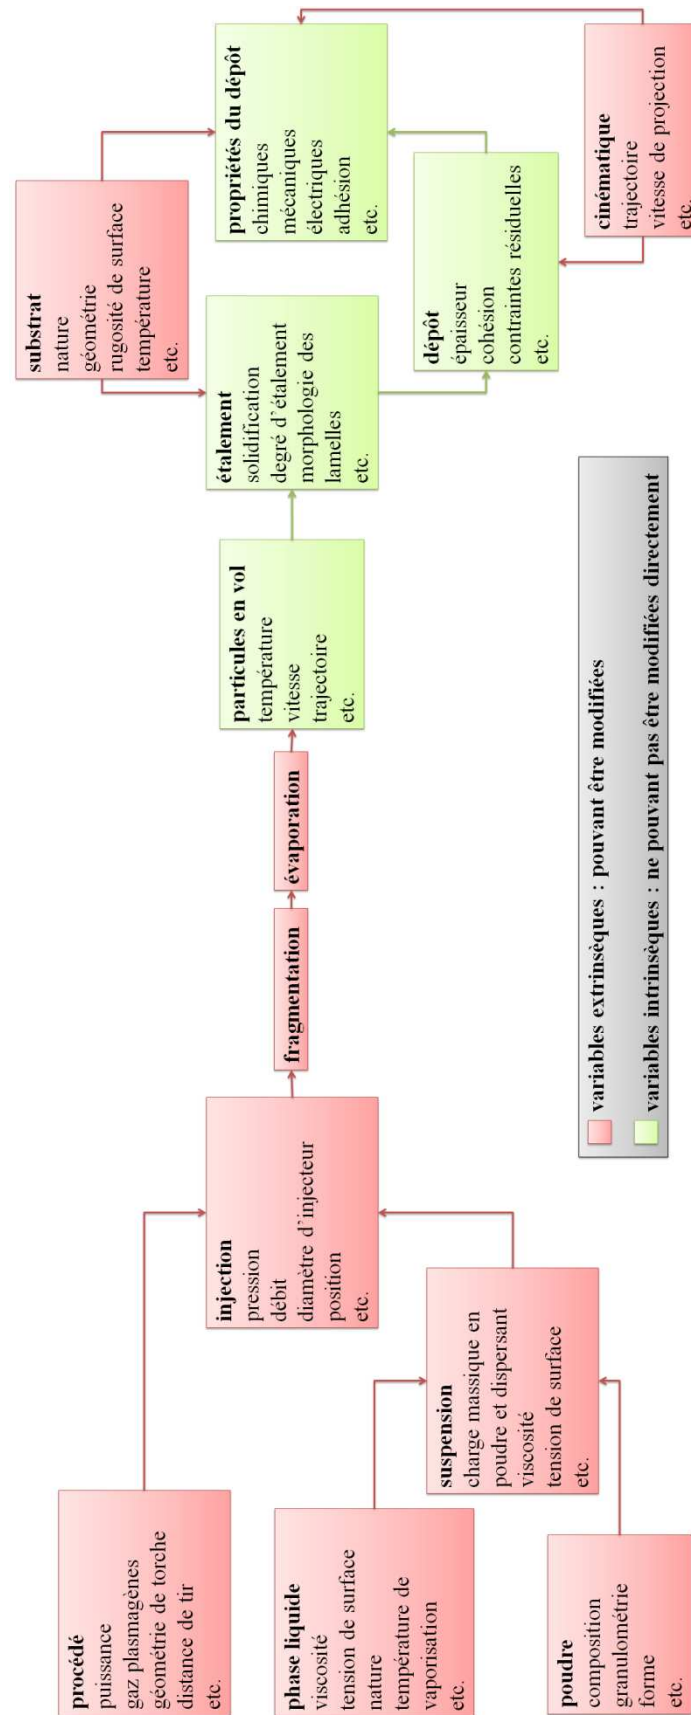 procédé
puissance
gaz plasmagènes
géométrie de torche
distance de tir
etc.
phase liquide
viscosité
tension de surface
nature
température de
vaporisation
etc.
poudre
composition
granulométrie
forme
etc.
suspension
charge massique en
poudre et dispersant
viscosité
tension de surface
etc.
injection
pression
débit
diamètre d'injecteur
position
etc.
fragmentation
évaporation
particules en vol
température
vitesse
trajectoire
etc.
substrat
nature
géométrie
rugosité de surface
température
etc.
étalement
solidification
degré d'étalement
morphologie des
lamelles
etc.
dépôt
épaisseur
cohésion
contraintes résiduelles
etc.
propriétés du dépôt
chimiques
mécaniques
électriques
adhésion
etc.
cinématique
trajectoire
vitesse de projection
etc.
variables extrinsèques : pouvant être modifiées
variables intrinsèques : ne pouvant pas être modifiées directement